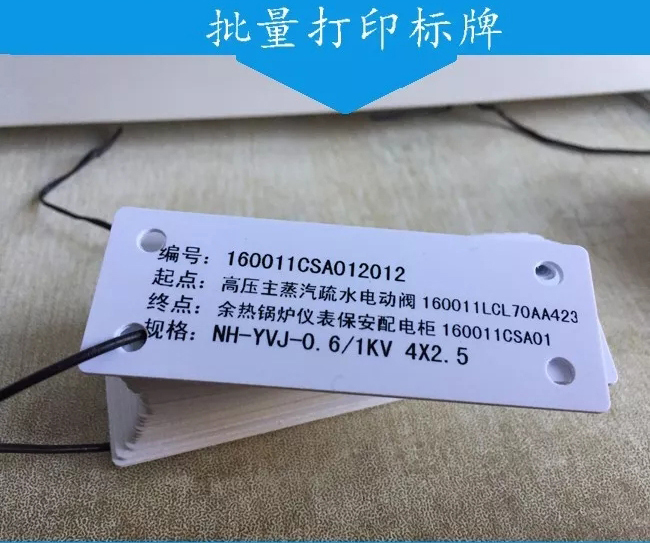 批量打印标牌
编号：160011CSA012012
起点：高压主蒸汽疏水电动阀 160011LCL70AA423
终点：余热锅炉仪表保安配电柜 160011CSA01
规格：NH-YVJ-0.6/1KV 4X2.5